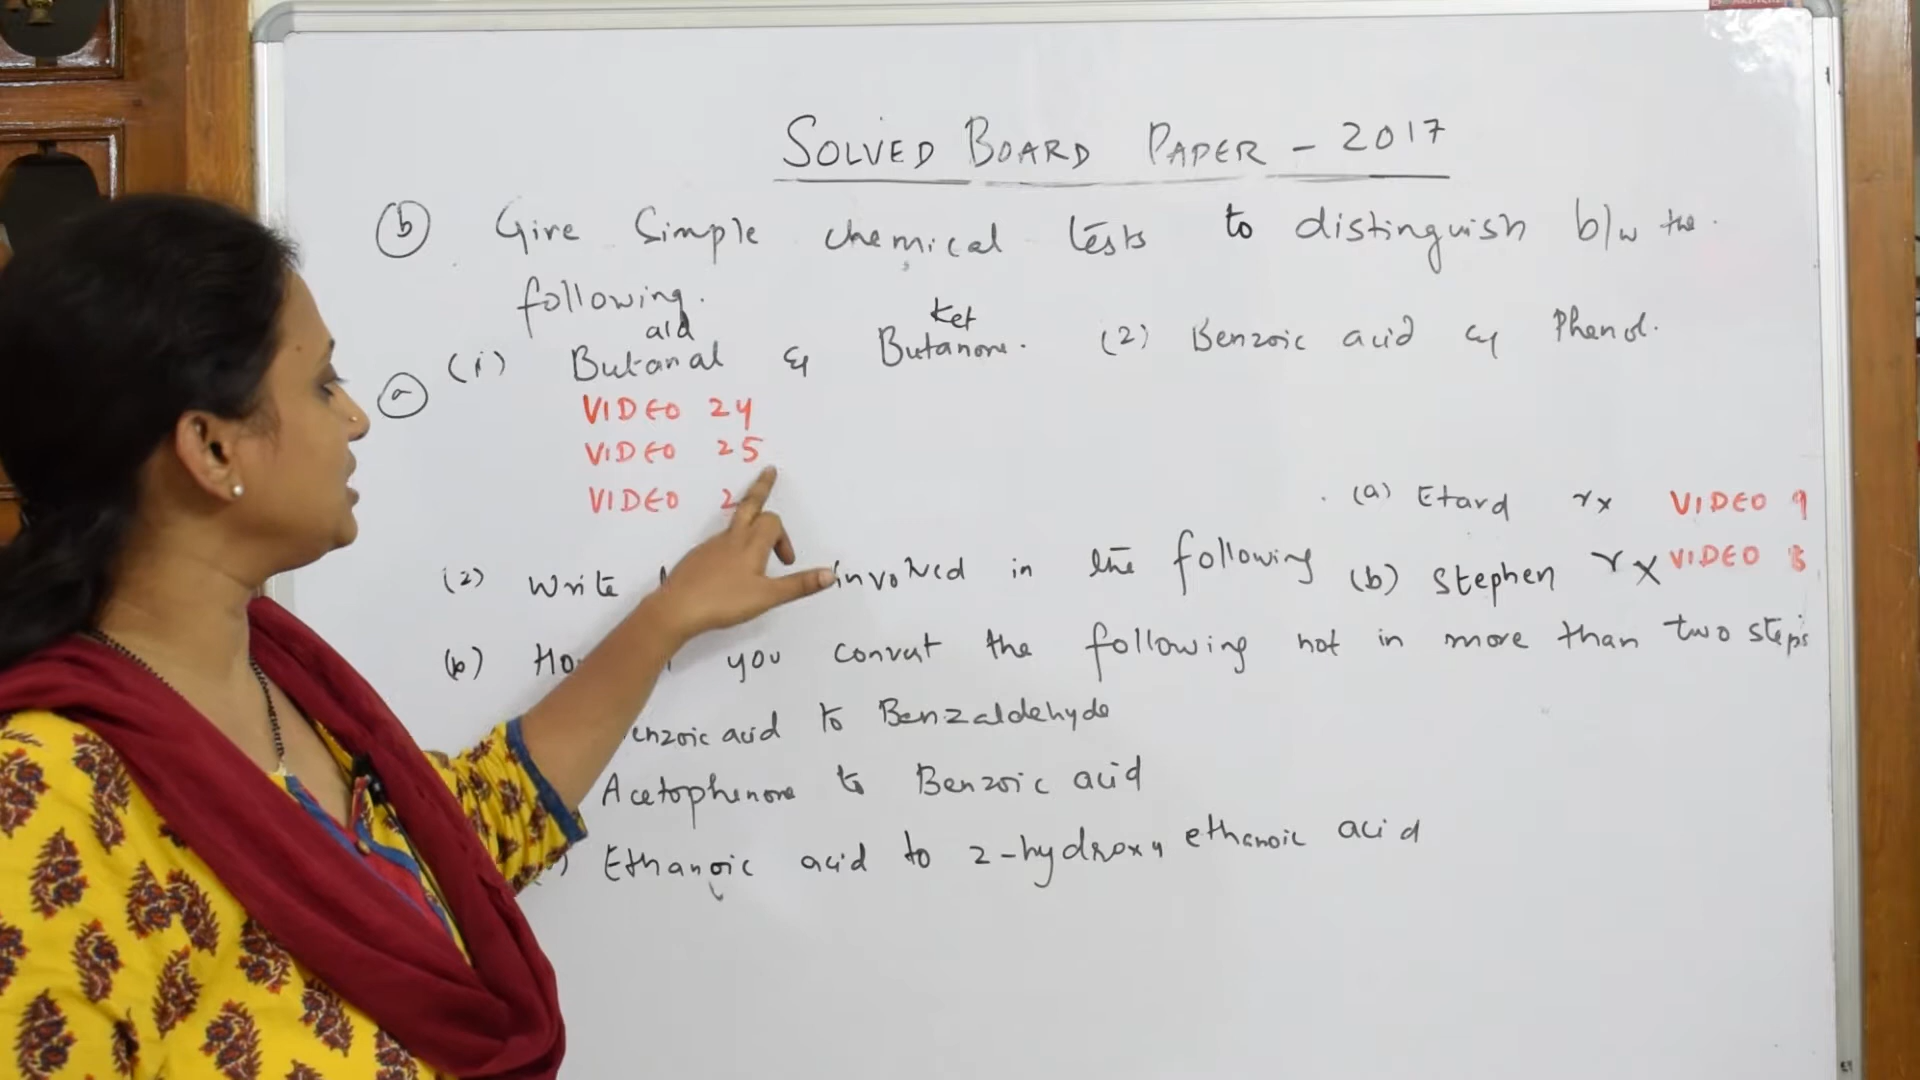 SOLVED BOARD PAPER - 2017
(b) Give Simple chemical tests to distinguish b/w the
following.
ald ket
(1) Butanal & Butanone. (2) Benzoic acid & Phenol.
(a)
VIDEO 24
VIDEO 25
VIDEO
(a) Etard rx VIDEO 9
(2) Write involved in the following (b) Stephen rx VIDEO 8
(b) you convert the following not in more than two steps
acid to Benzaldehyde
Acetophenone to Benzoic acid
Ethanoic acid to 2-hydroxy ethanoic acid